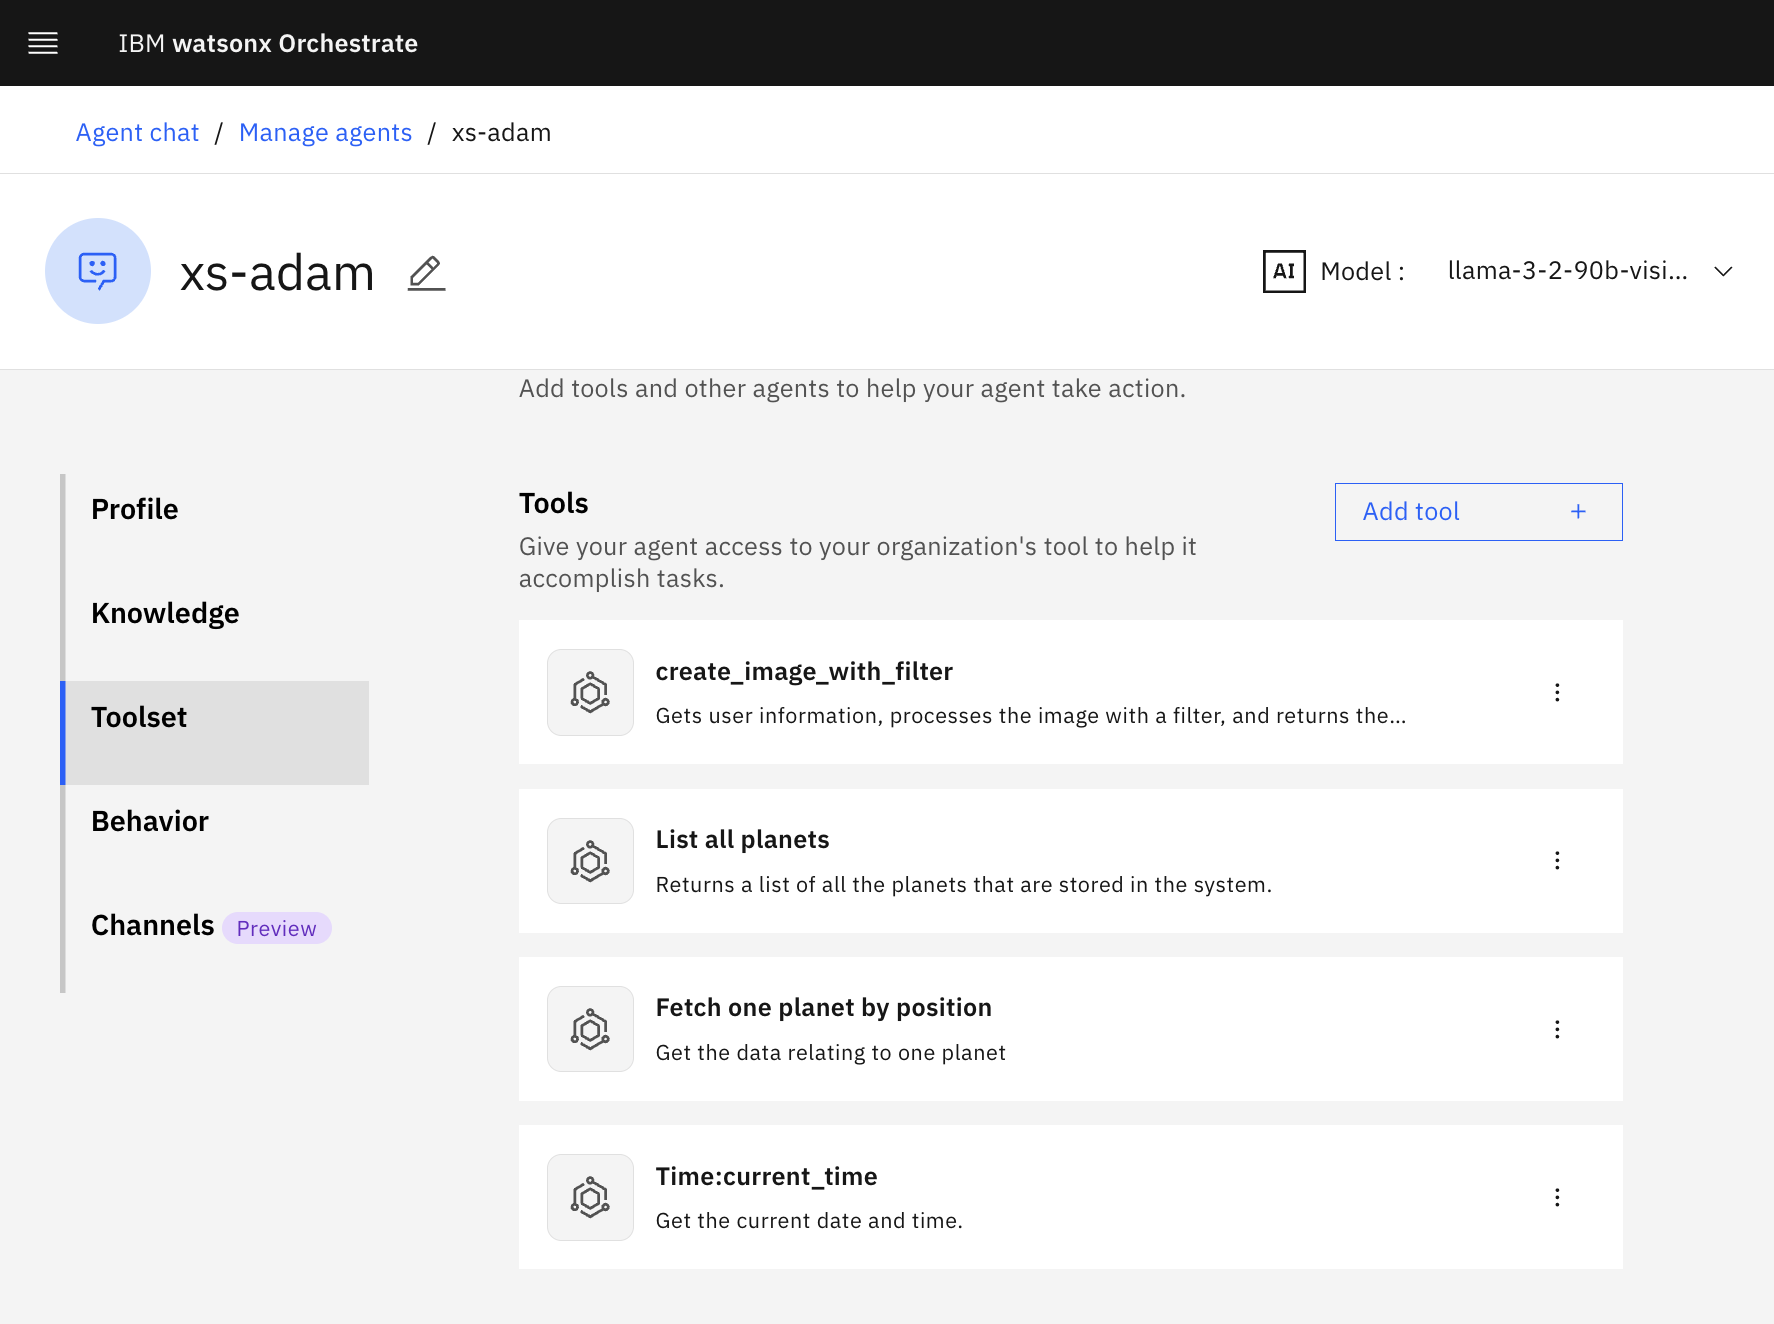 IBM watsonx Orchestrate
Agent chat / Manage agents / xs-adam
xs-adam
AI Model : llama-3-2-90b-visi...
Add tools and other agents to help your agent take action.
Profile
Knowledge
Toolset
Behavior
Channels Preview
Tools
Add tool +
Give your agent access to your organization's tool to help it
accomplish tasks.
create_image_with_filter
Gets user information, processes the image with a filter, and returns the...
List all planets
Returns a list of all the planets that are stored in the system.
Fetch one planet by position
Get the data relating to one planet
Time:current_time
Get the current date and time.